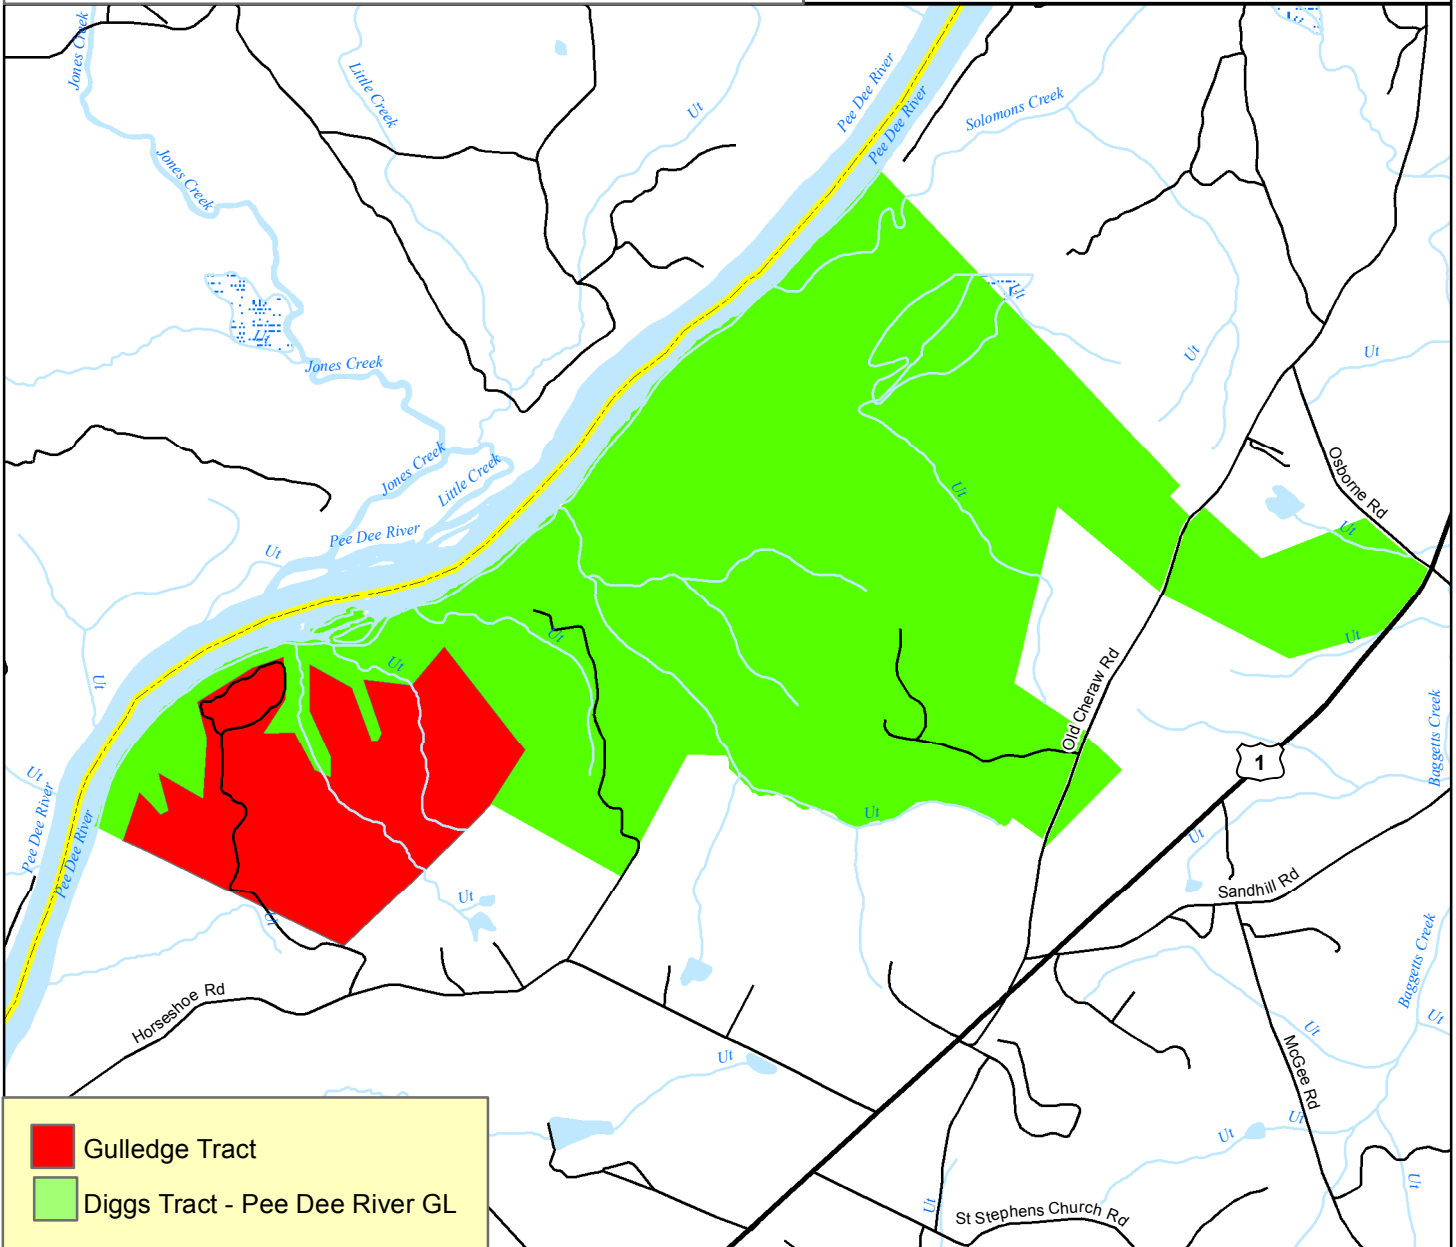 Jones Creek
Little Creek
Ut
Pee Dee River
Pee Dee River
Solomons Creek
Jones Creek
Ut
Ut
Ut
Ut
Jones Creek
Jones Creek
Little Creek
Ut
Osborne Rd
Ut
Pee Dee River
Ut
Ut
Ut
Ut
Ut
Old Cheraw Rd
Baggetts Creek
1
Ut
Pee Dee River
Pee Dee River
Ut
Ut
Sandhill Rd
Ut
Ut
Baggetts Creek
Horseshoe Rd
Ut
Ut
Ut
McGee Rd
Ut
Ut
Ut
Ut
St Stephens Church Rd
Gulledge Tract
Diggs Tract - Pee Dee River GL